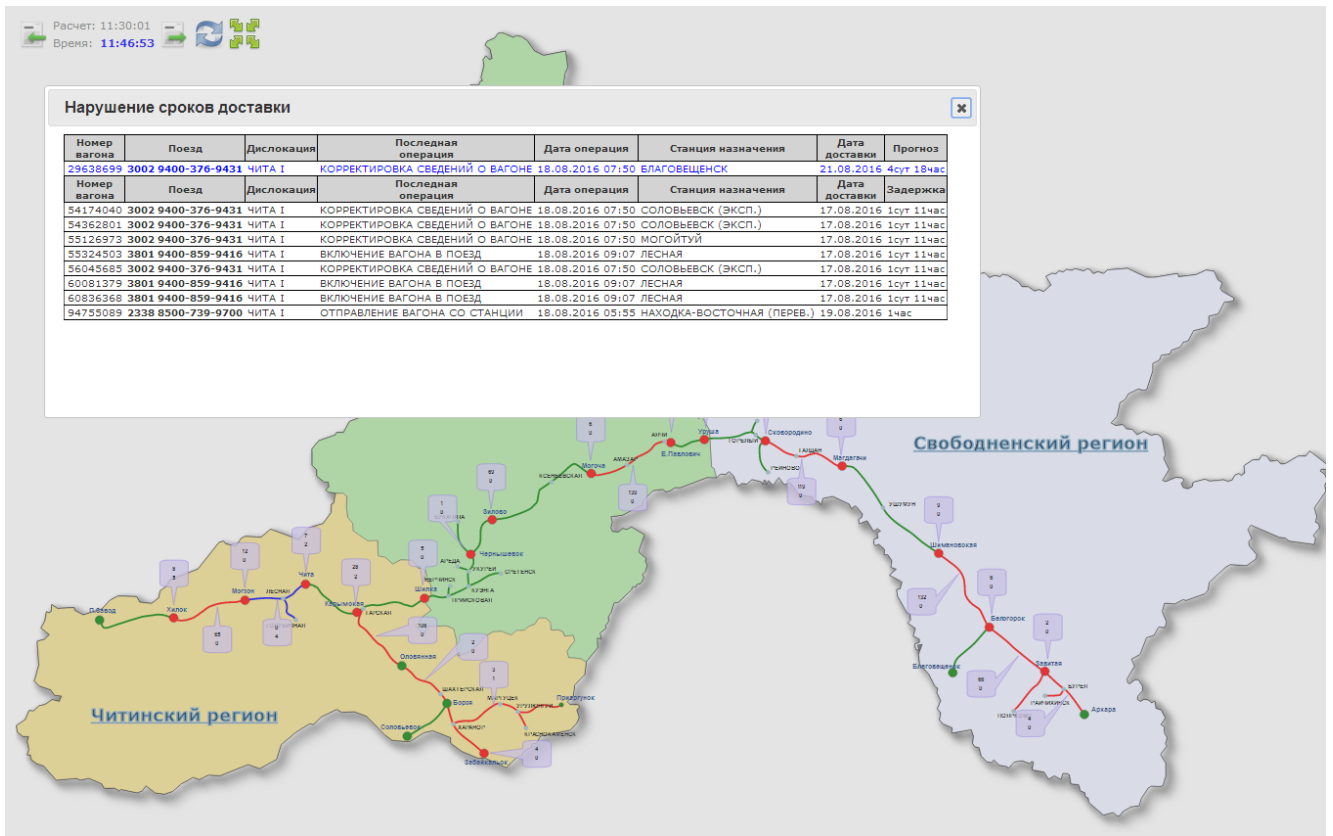 Расчет: 11:30:01
Время: 11:46:53
Нарушение сроков доставки
Номер вагона Поезд Дислокация Последная операция Дата операция Станция назначения Дата доставки Прогноз
29638699 3002 9400-376-9431 ЧИТА I КОРРЕКТИРОВКА СВЕДЕНИЙ О ВАГОНЕ 18.08.2016 07:50 БЛАГОВЕЩЕНСК 21.08.2016 4сут 18час
Номер вагона Поезд Дислокация Последная операция Дата операция Станция назначения Дата доставки Задержка
54174040 3002 9400-376-9431 ЧИТА I КОРРЕКТИРОВКА СВЕДЕНИЙ О ВАГОНЕ 18.08.2016 07:50 СОЛОВЬЕВСК (ЭКСП.) 17.08.2016 1сут 11час
54362801 3002 9400-376-9431 ЧИТА I КОРРЕКТИРОВКА СВЕДЕНИЙ О ВАГОНЕ 18.08.2016 07:50 СОЛОВЬЕВСК (ЭКСП.) 17.08.2016 1сут 11час
55126973 3002 9400-376-9431 ЧИТА I КОРРЕКТИРОВКА СВЕДЕНИЙ О ВАГОНЕ 18.08.2016 07:50 МОГОЙТУЙ 17.08.2016 1сут 11час
55324503 3801 9400-859-9416 ЧИТА I ВКЛЮЧЕНИЕ ВАГОНА В ПОЕЗД 18.08.2016 09:07 ЛЕСНАЯ 17.08.2016 1сут 11час
56045685 3002 9400-376-9431 ЧИТА I КОРРЕКТИРОВКА СВЕДЕНИЙ О ВАГОНЕ 18.08.2016 07:50 СОЛОВЬЕВСК (ЭКСП.) 17.08.2016 1сут 11час
60081379 3801 9400-859-9416 ЧИТА I ВКЛЮЧЕНИЕ ВАГОНА В ПОЕЗД 18.08.2016 09:07 ЛЕСНАЯ 17.08.2016 1сут 11час
60836368 3801 9400-859-9416 ЧИТА I ВКЛЮЧЕНИЕ ВАГОНА В ПОЕЗД 18.08.2016 09:07 ЛЕСНАЯ 17.08.2016 1сут 11час
94755089 2338 8500-739-9700 ЧИТА I ОТПРАВЛЕНИЕ ВАГОНА СО СТАНЦИИ 18.08.2016 05:55 НАХОДКА-ВОСТОЧНАЯ (ПЕРЕВ.) 19.08.2016 1час
Уруша
Сковородино
Свободненский регион
Е.Павлович
Магдагачи
Могоча
АМАЗАР
КСЕНЬЕВСКАЯ
Зилово
УШУМУН
Шимановская
Чернышевск
УКУРЕЙ
СРЕТЕНСК
Чита
Могзон
ЛЕСНАЯ
Шилка
КУЭНГА
ПРИИСКОВАЯ
Карымская
ТАРСКАЯ
П.Завод
Хилок
Белогорск
Оловянная
Благовещенск
Завитая
ШАХТЕРСКАЯ
Борзя
Приаргунск
РАЙЧИХИНСК
Архара
Читинский регион
Соловьевск
ХАРАНОР
КРАСНОКАМЕНСК
Забайкальск